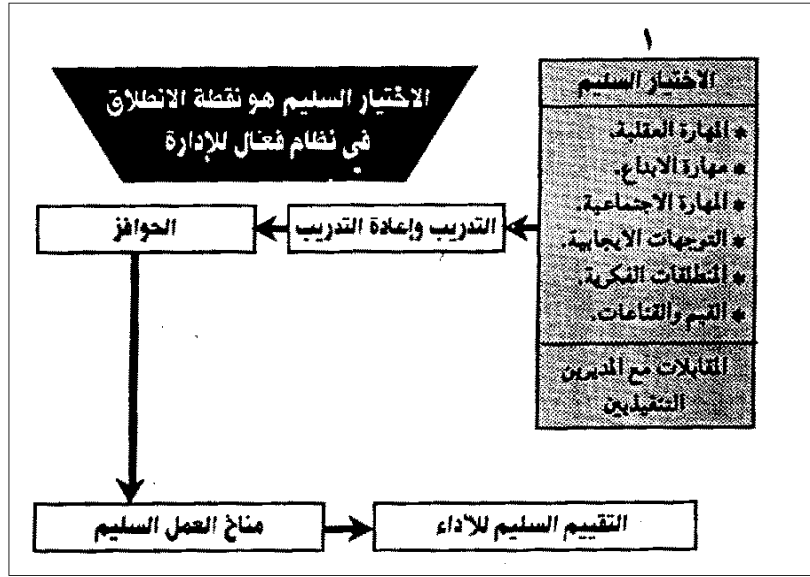 ١
الاختيار السليم
* المهارة العقلية.
* مهارة الابداع.
* المهارة الاجتماعية.
* التوجهات الايجابية.
* المنطلقات الفكرية.
* القيم والقناعات.
المقابلات مع المديرين
التنفيذيين
الاختيار السليم هو نقطة الانطلاق
في نظام فعال للإدارة
التدريب وإعادة التدريب
الحوافز
مناخ العمل السليم
التقييم السليم للأداء